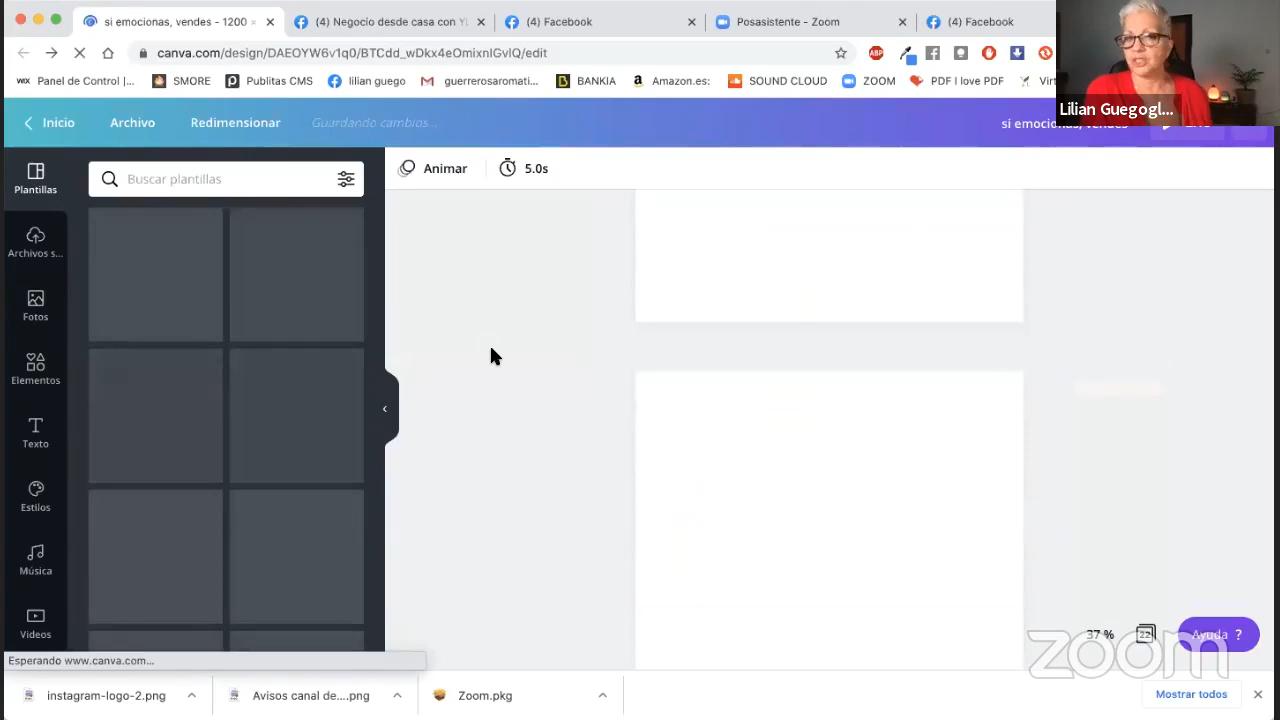 si emocionas, vendes - 1200
(4) Negocio desde casa con YL
(4) Facebook
Posasistente - Zoom
(4) Facebook
canva.com/design/DAEOYW6v1q0/BTCdd_wDkx4eOmixnIGvIQ/edit
ABP
Panel de Control |...
SMORE
Publitas CMS
lilian guego
guerrerosaromati...
BANKIA
Amazon.es:
SOUND CLOUD
ZOOM
PDF I love PDF
Lilian Guegogl...
Inicio
Archivo
Redimensionar
Guardando cambios...
si emocionas, vendes
Plantillas
Buscar plantillas
Animar
5.0s
Archivos s...
Fotos
Elementos
Texto
Estilos
Música
Videos
37 %
22
Ayuda ?
zoom
Esperando www.canva.com...
instagram-logo-2.png
Avisos canal de....png
Zoom.pkg
Mostrar todos